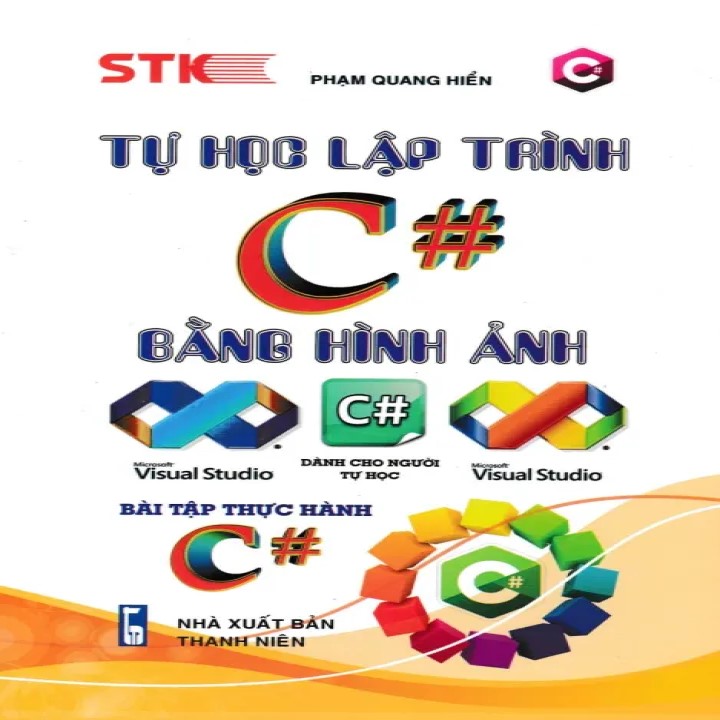 STK
PHẠM QUANG HIỂN
C#
TỰ HỌC LẬP TRÌNH
C#
BẰNG HÌNH ẢNH
C#
Microsoft
Visual Studio
DÀNH CHO NGƯỜI
TỰ HỌC
Microsoft
Visual Studio
BÀI TẬP THỰC HÀNH
C#
C#
NHÀ XUẤT BẢN
THANH NIÊN